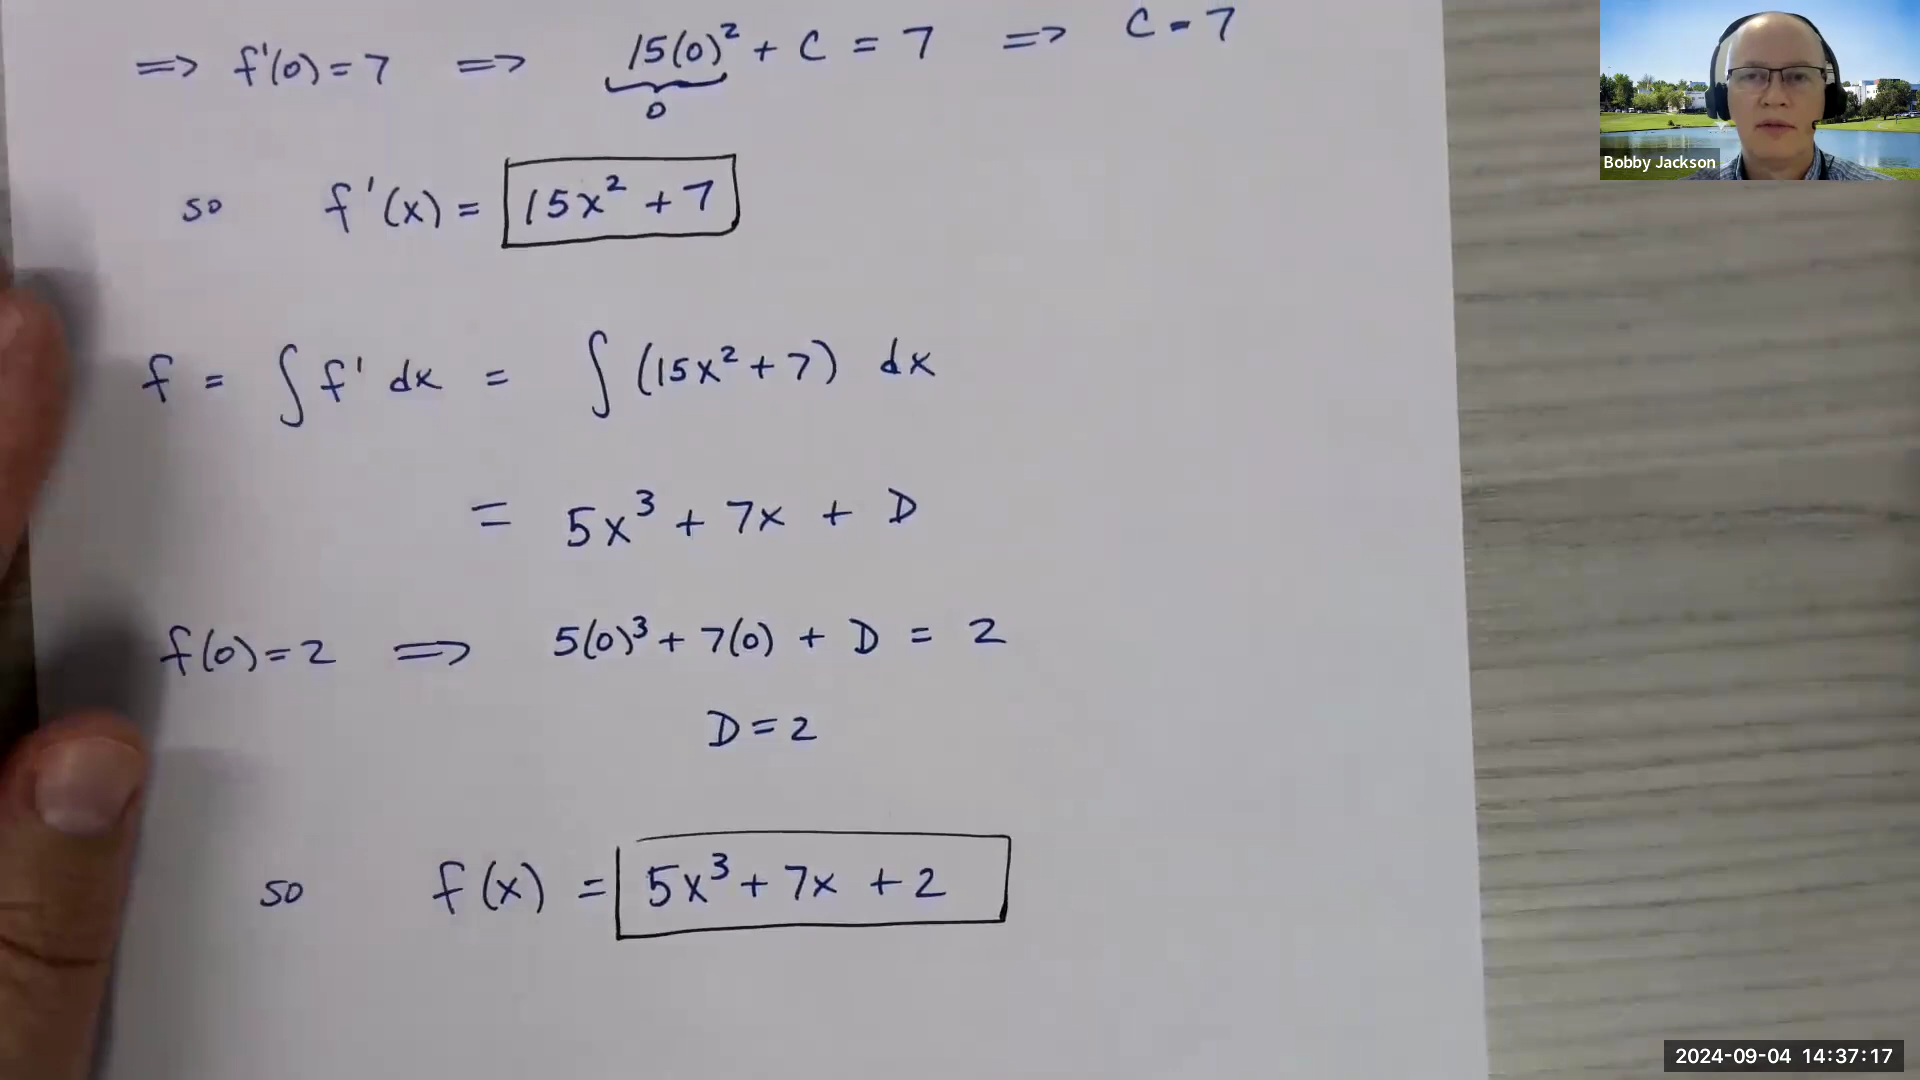 => f'(0) = 7 => 15(0)² + C = 7 => C = 7
0
so f'(x) = 15x² + 7
f = ∫ f' dx = ∫ (15x² + 7) dx
= 5x³ + 7x + D
f(0) = 2 => 5(0)³ + 7(0) + D = 2
D = 2
so f(x) = 5x³ + 7x + 2
Bobby Jackson
2024-09-04 14:37:17